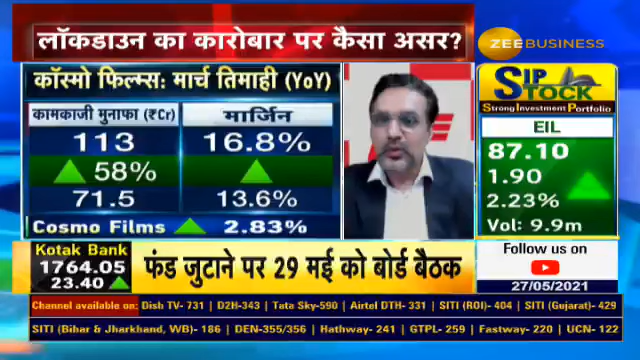 लॉकडाउन का कारोबार पर कैसा असर?
ZEE BUSINESS
कॉस्मो फिल्म्स: मार्च तिमाही (YoY)
कामकाजी मुनाफा (₹Cr)
मार्जिन
113
16.8%
58%
71.5
13.6%
Cosmo Films 2.83%
SIP STOCK
Strong Investment Portfolio
EIL
87.10
1.90
2.23%
Vol: 9.9m
Kotak Bank
1764.05
23.40
फंड जुटाने पर 29 मई को बोर्ड बैठक
Follow us on
27/05/2021
Channel available on: Dish TV- 731 | D2H-343 | Tata Sky-590 | Airtel DTH- 331 | SITI (ROI)- 404 | SITI (Gujarat)- 429
SITI (Bihar & Jharkhand, WB)- 186 | DEN-355/356 | Hathway- 241 | GTPL- 259 | Fastway- 220 | UCN- 122